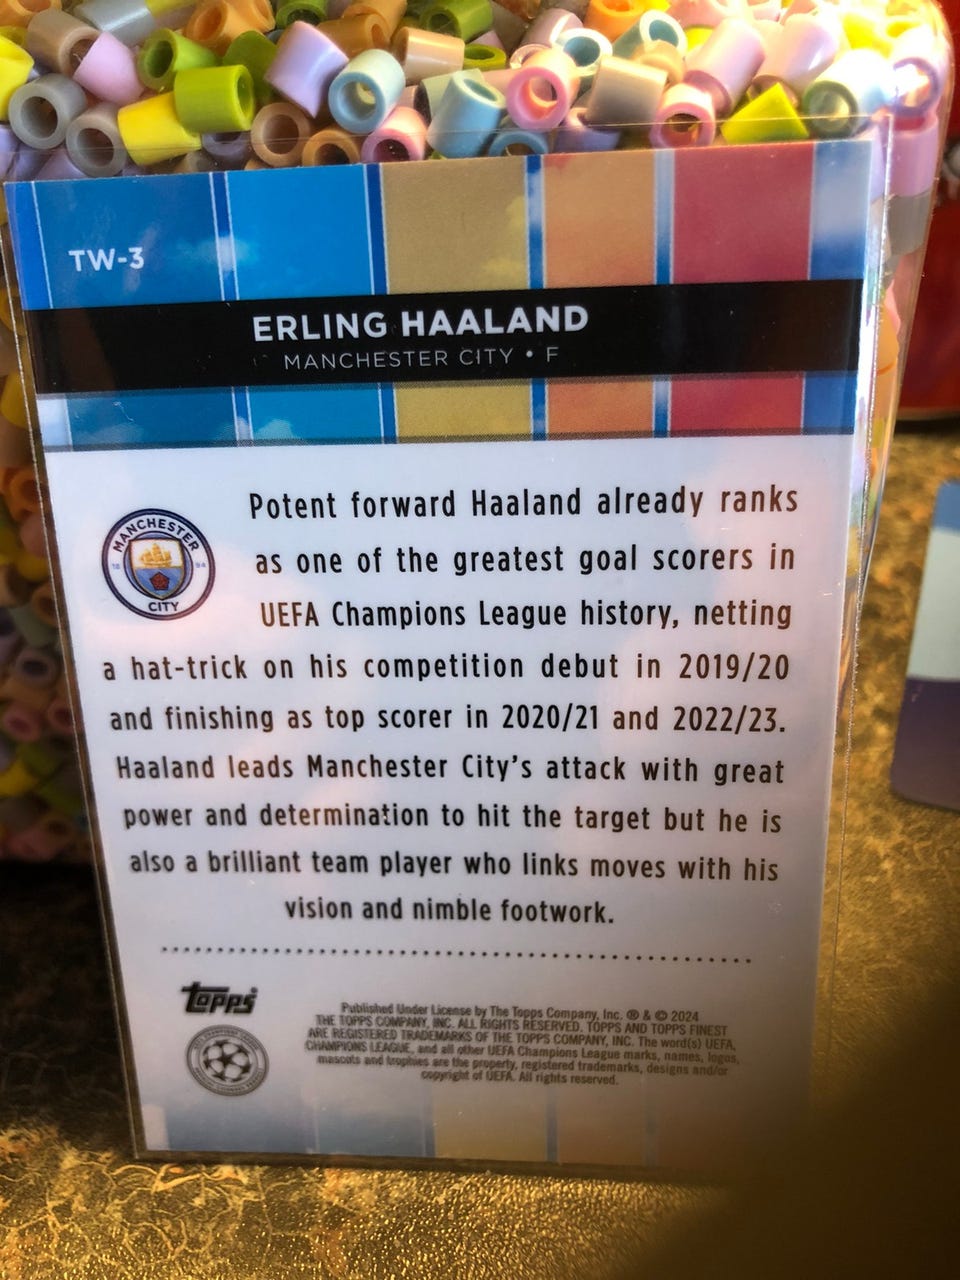 TW-3
ERLING HAALAND
MANCHESTER CITY • F
MANCHESTER
18 94
CITY
Potent forward Haaland already ranks
as one of the greatest goal scorers in
UEFA Champions League history, netting
a hat-trick on his competition debut in 2019/20
and finishing as top scorer in 2020/21 and 2022/23.
Haaland leads Manchester City's attack with great
power and determination to hit the target but he is
also a brilliant team player who links moves with his
vision and nimble footwork.
topps
Published Under License by The Topps Company, Inc. ® & © 2024
THE TOPPS COMPANY, INC. ALL RIGHTS RESERVED. TOPPS AND TOPPS FINEST
ARE REGISTERED TRADEMARKS OF THE TOPPS COMPANY, INC. The word(s) UEFA,
CHAMPIONS LEAGUE, and all other UEFA Champions League marks, names, logos,
mascots and trophies are the property, registered trademarks, designs and/or
copyright of UEFA. All rights reserved.